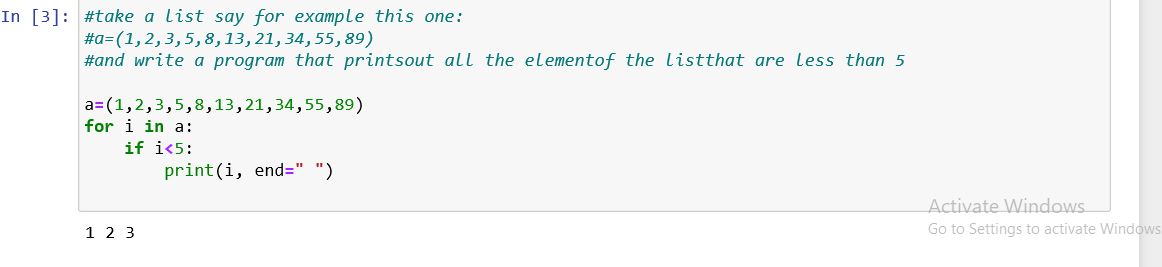 In [3]: #take a list say for example this one:
#a=(1,2,3,5,8,13,21,34,55,89)
#and write a program that printsout all the elementof the listthat are less than 5
a=(1,2,3,5,8,13,21,34,55,89)
for i in a:
    if i<5:
        print(i, end=" ")
1 2 3
Activate Windows
Go to Settings to activate Windows